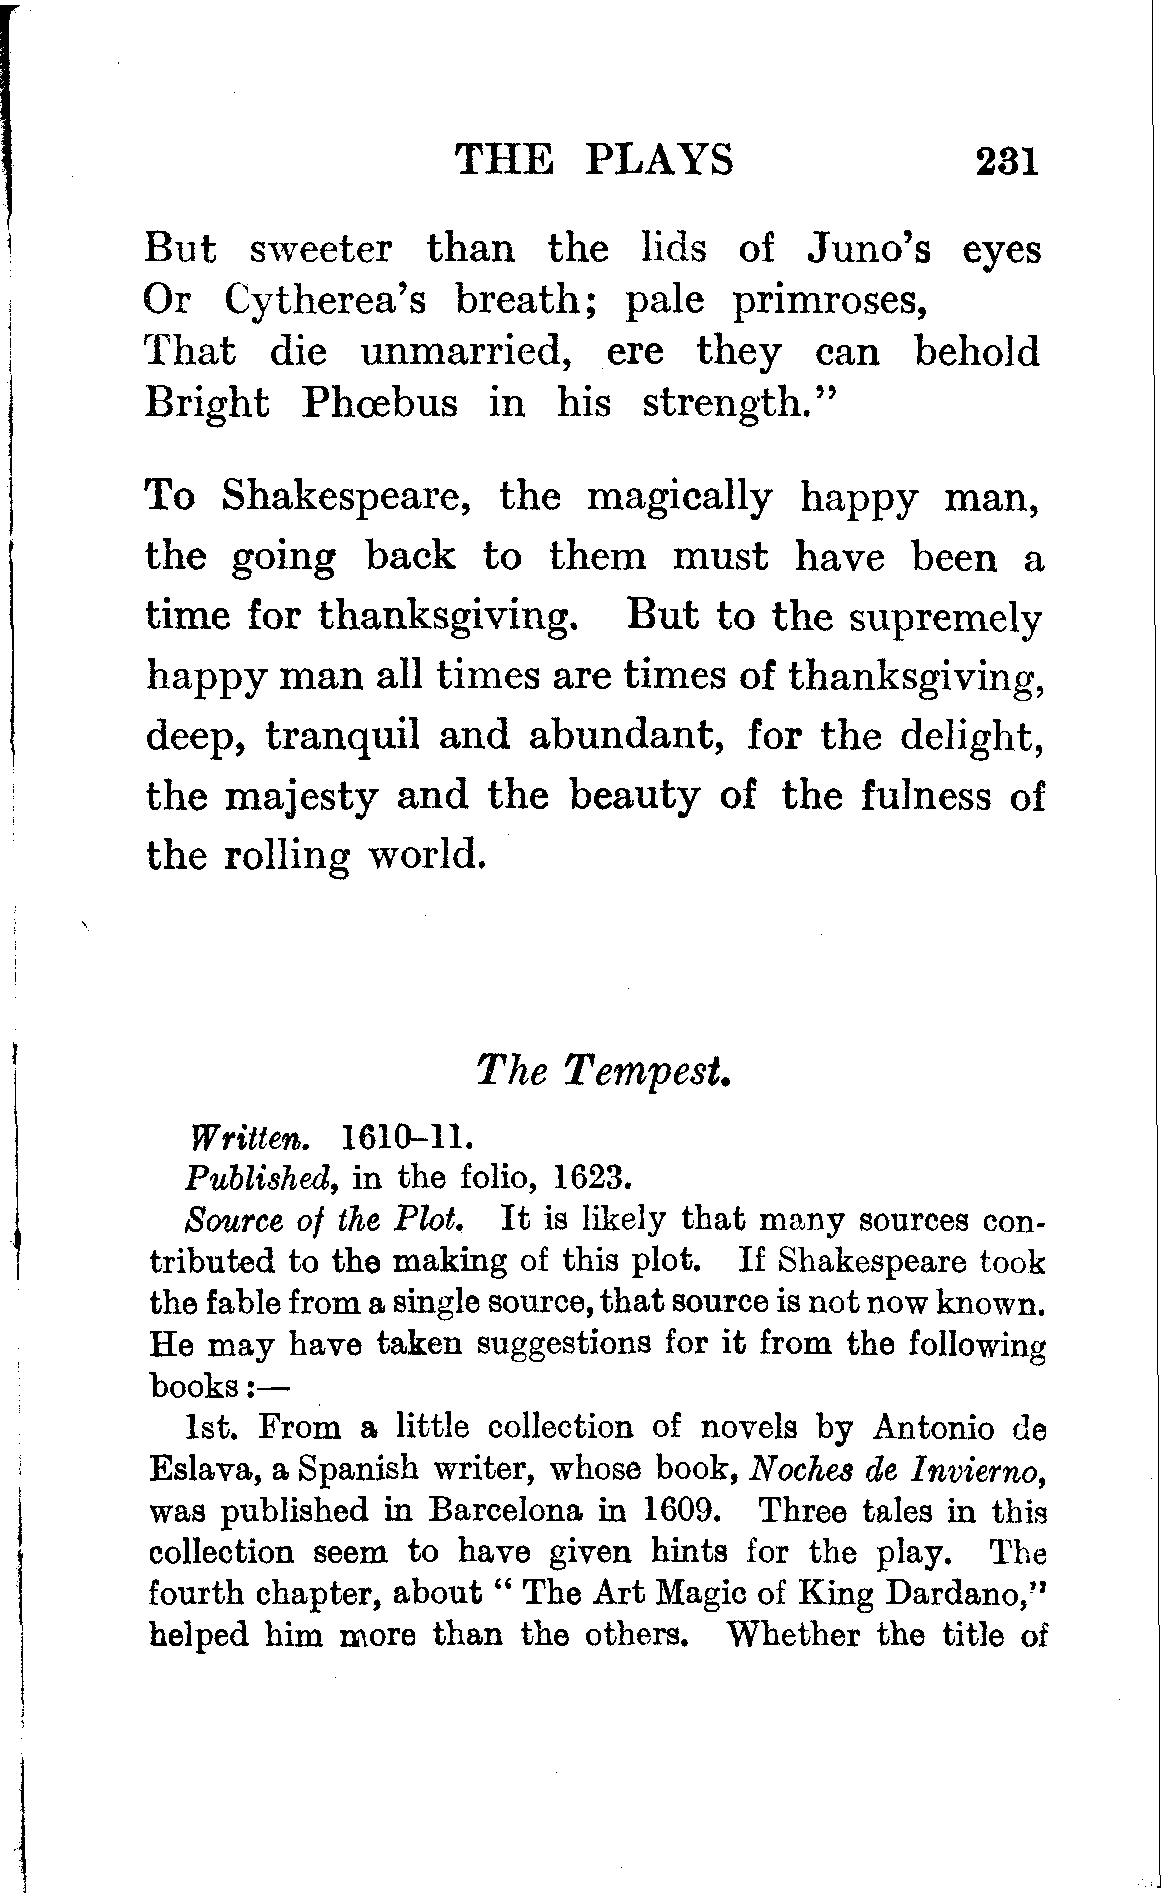 THE PLAYS 231
But sweeter than the lids of Juno's eyes
Or Cytherea's breath; pale primroses,
That die unmarried, ere they can behold
Bright Phœbus in his strength."
To Shakespeare, the magically happy man,
the going back to them must have been a
time for thanksgiving. But to the supremely
happy man all times are times of thanksgiving,
deep, tranquil and abundant, for the delight,
the majesty and the beauty of the fulness of
the rolling world.
The Tempest.
Written. 1610–11.
Published, in the folio, 1623.
Source of the Plot. It is likely that many sources con-
tributed to the making of this plot. If Shakespeare took
the fable from a single source, that source is not now known.
He may have taken suggestions for it from the following
books :—
1st. From a little collection of novels by Antonio de
Eslava, a Spanish writer, whose book, Noches de Invierno,
was published in Barcelona in 1609. Three tales in this
collection seem to have given hints for the play. The
fourth chapter, about " The Art Magic of King Dardano,"
helped him more than the others. Whether the title of